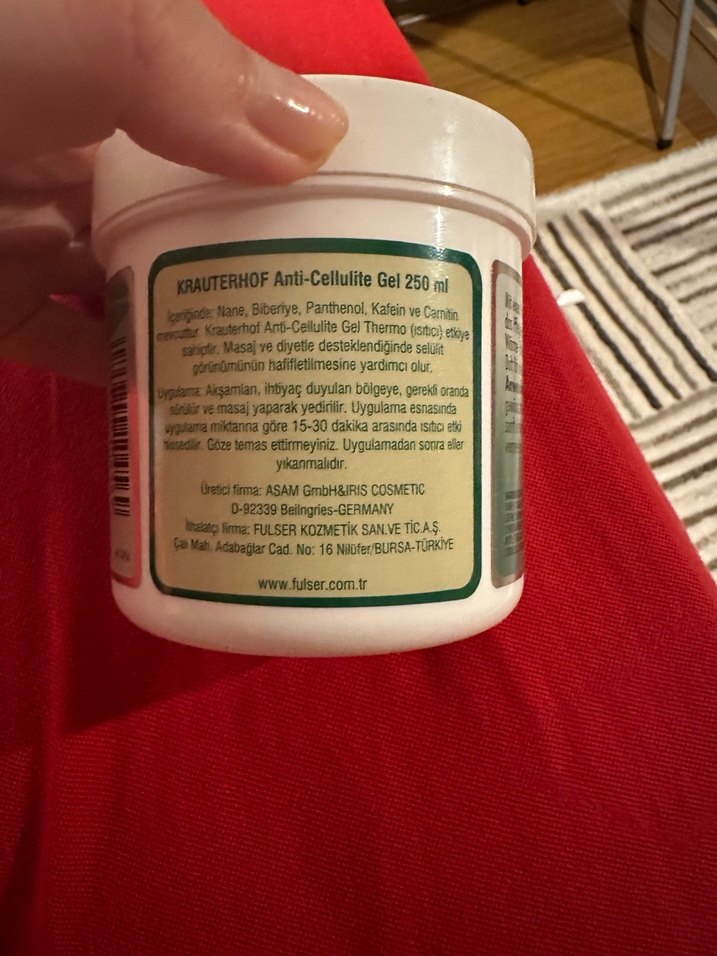 KRAUTERHOF Anti-Cellulite Gel 250 ml
İçeriğinde: Nane, Biberiye, Panthenol, Kafein ve Carnitin
mevcuttur. Krauterhof Anti-Cellulite Gel Thermo (ısıtıcı) etkiye
sahiptir. Masaj ve diyetle desteklendiğinde selülit
görünümünün hafifletilmesine yardımcı olur.
Uygulama: Akşamları, ihtiyaç duyulan bölgeye, gerekli oranda
sürülür ve masaj yaparak yedirilir. Uygulama esnasında
uygulama miktarına göre 15-30 dakika arasında ısıtıcı etki
hissedilir. Göze temas ettirmeyiniz. Uygulamadan sonra eller
yıkanmalıdır.
Üretici firma: ASAM GmbH&IRIS COSMETIC
D-92339 Beilngries-GERMANY
İthalatçı firma: FULSER KOZMETİK SAN.VE TİC.A.Ş.
Çalı Mah. Adabağlar Cad. No: 16 Nilüfer/BURSA-TÜRKİYE
www.fulser.com.tr